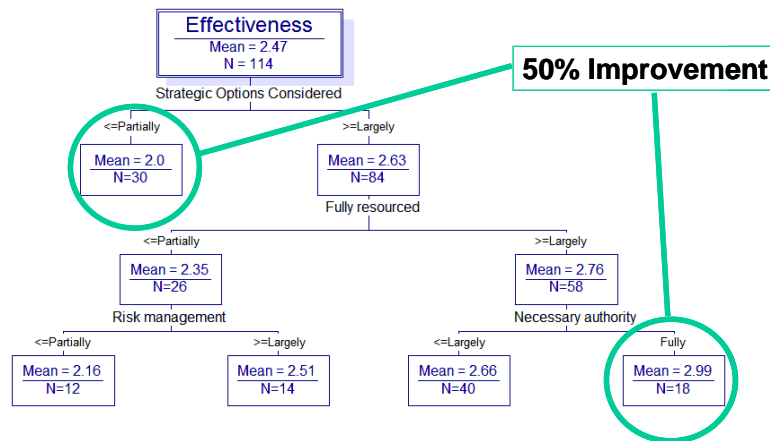 Effectiveness
Mean = 2.47
N = 114
50% Improvement
Strategic Options Considered
<=Partially
>=Largely
Mean = 2.0
N=30
Mean = 2.63
N=84
Fully resourced
<=Partially
>=Largely
Mean = 2.35
N=26
Mean = 2.76
N=58
Risk management
Necessary authority
<=Partially
>=Largely
<=Largely
Fully
Mean = 2.16
N=12
Mean = 2.51
N=14
Mean = 2.66
N=40
Mean = 2.99
N=18